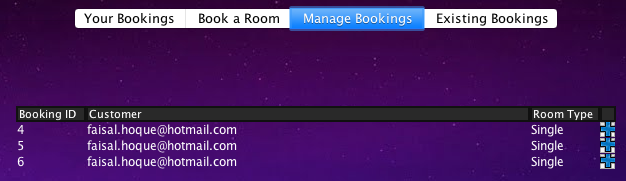 Your Bookings Book a Room Manage Bookings Existing Bookings
Booking ID Customer Room Type
4 faisal.hoque@hotmail.com Single
5 faisal.hoque@hotmail.com Single
6 faisal.hoque@hotmail.com Single